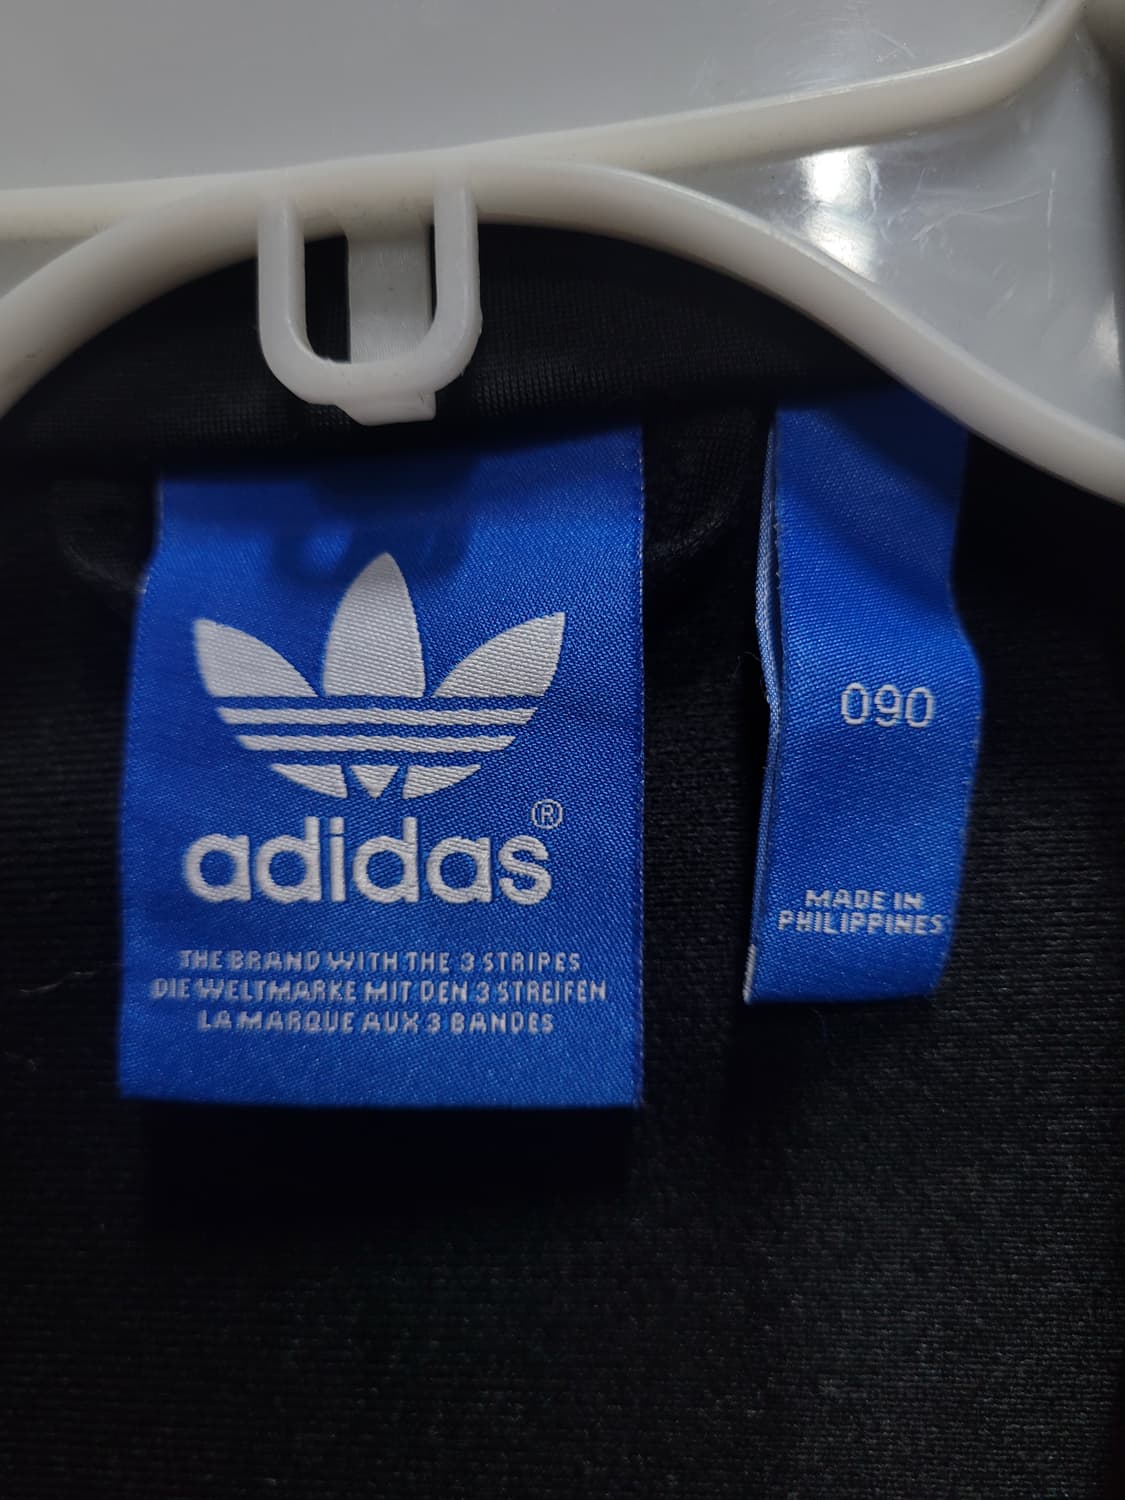 adidas®
THE BRAND WITH THE 3 STRIPES
DIE WELTMARKE MIT DEN 3 STREIFEN
LA MARQUE AUX 3 BANDES
090
MADE IN
PHILIPPINES